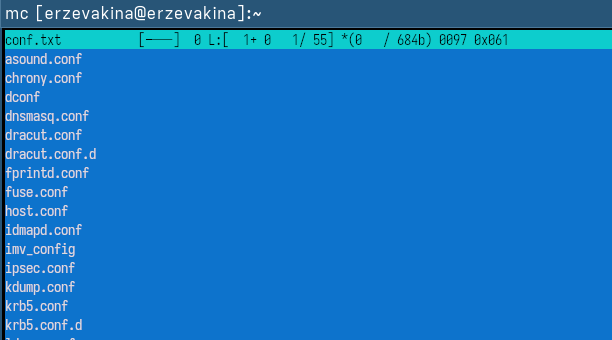 mc [erzevakina@erzevakina]:~
conf.txt [----] 0 L:[ 1+ 0 1/ 55] *(0 / 684b) 0097 0x061
asound.conf
chrony.conf
dconf
dnsmasq.conf
dracut.conf
dracut.conf.d
fprintd.conf
fuse.conf
host.conf
idmapd.conf
imv_config
ipsec.conf
kdump.conf
krb5.conf
krb5.conf.d